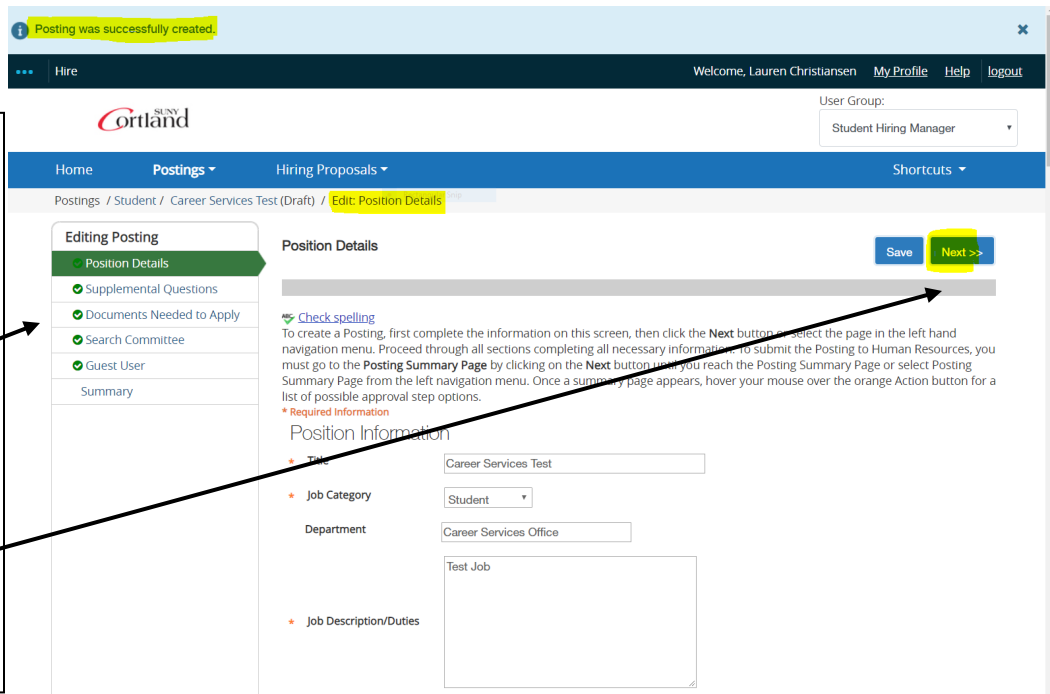 Posting was successfully created.
Hire
Welcome, Lauren Christiansen My Profile Help logout
SUNY
Cortland
User Group:
Student Hiring Manager
Home Postings Hiring Proposals Shortcuts
Postings / Student / Career Services Test (Draft) / Edit: Position Details
Editing Posting
Position Details
Supplemental Questions
Documents Needed to Apply
Search Committee
Guest User
Summary
Position Details
Save Next >>
ABC Check spelling
To create a Posting, first complete the information on this screen, then click the Next button or select the page in the left hand
navigation menu. Proceed through all sections completing all necessary information. To submit the Posting to Human Resources, you
must go to the Posting Summary Page by clicking on the Next button until you reach the Posting Summary Page or select Posting
Summary Page from the left navigation menu. Once a summary page appears, hover your mouse over the orange Action button for a
list of possible approval step options.
* Required Information
Position Information
* Title Career Services Test
* Job Category Student
Department Career Services Office
* Job Description/Duties Test Job